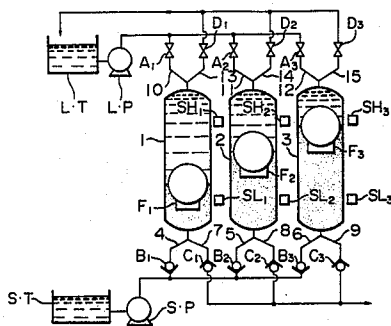 D₁ D₂ D₃
A₁ A₂ A₃
L·T L·P 10 13 11 14 12 15
SH₁ SH₂ SH₃
1 2 3
F₁ F₂ F₃
SL₁ SL₂ SL₃
4 7 5 8 6 9
B₁ C₁ B₂ C₂ B₃ C₃
S·T S·P